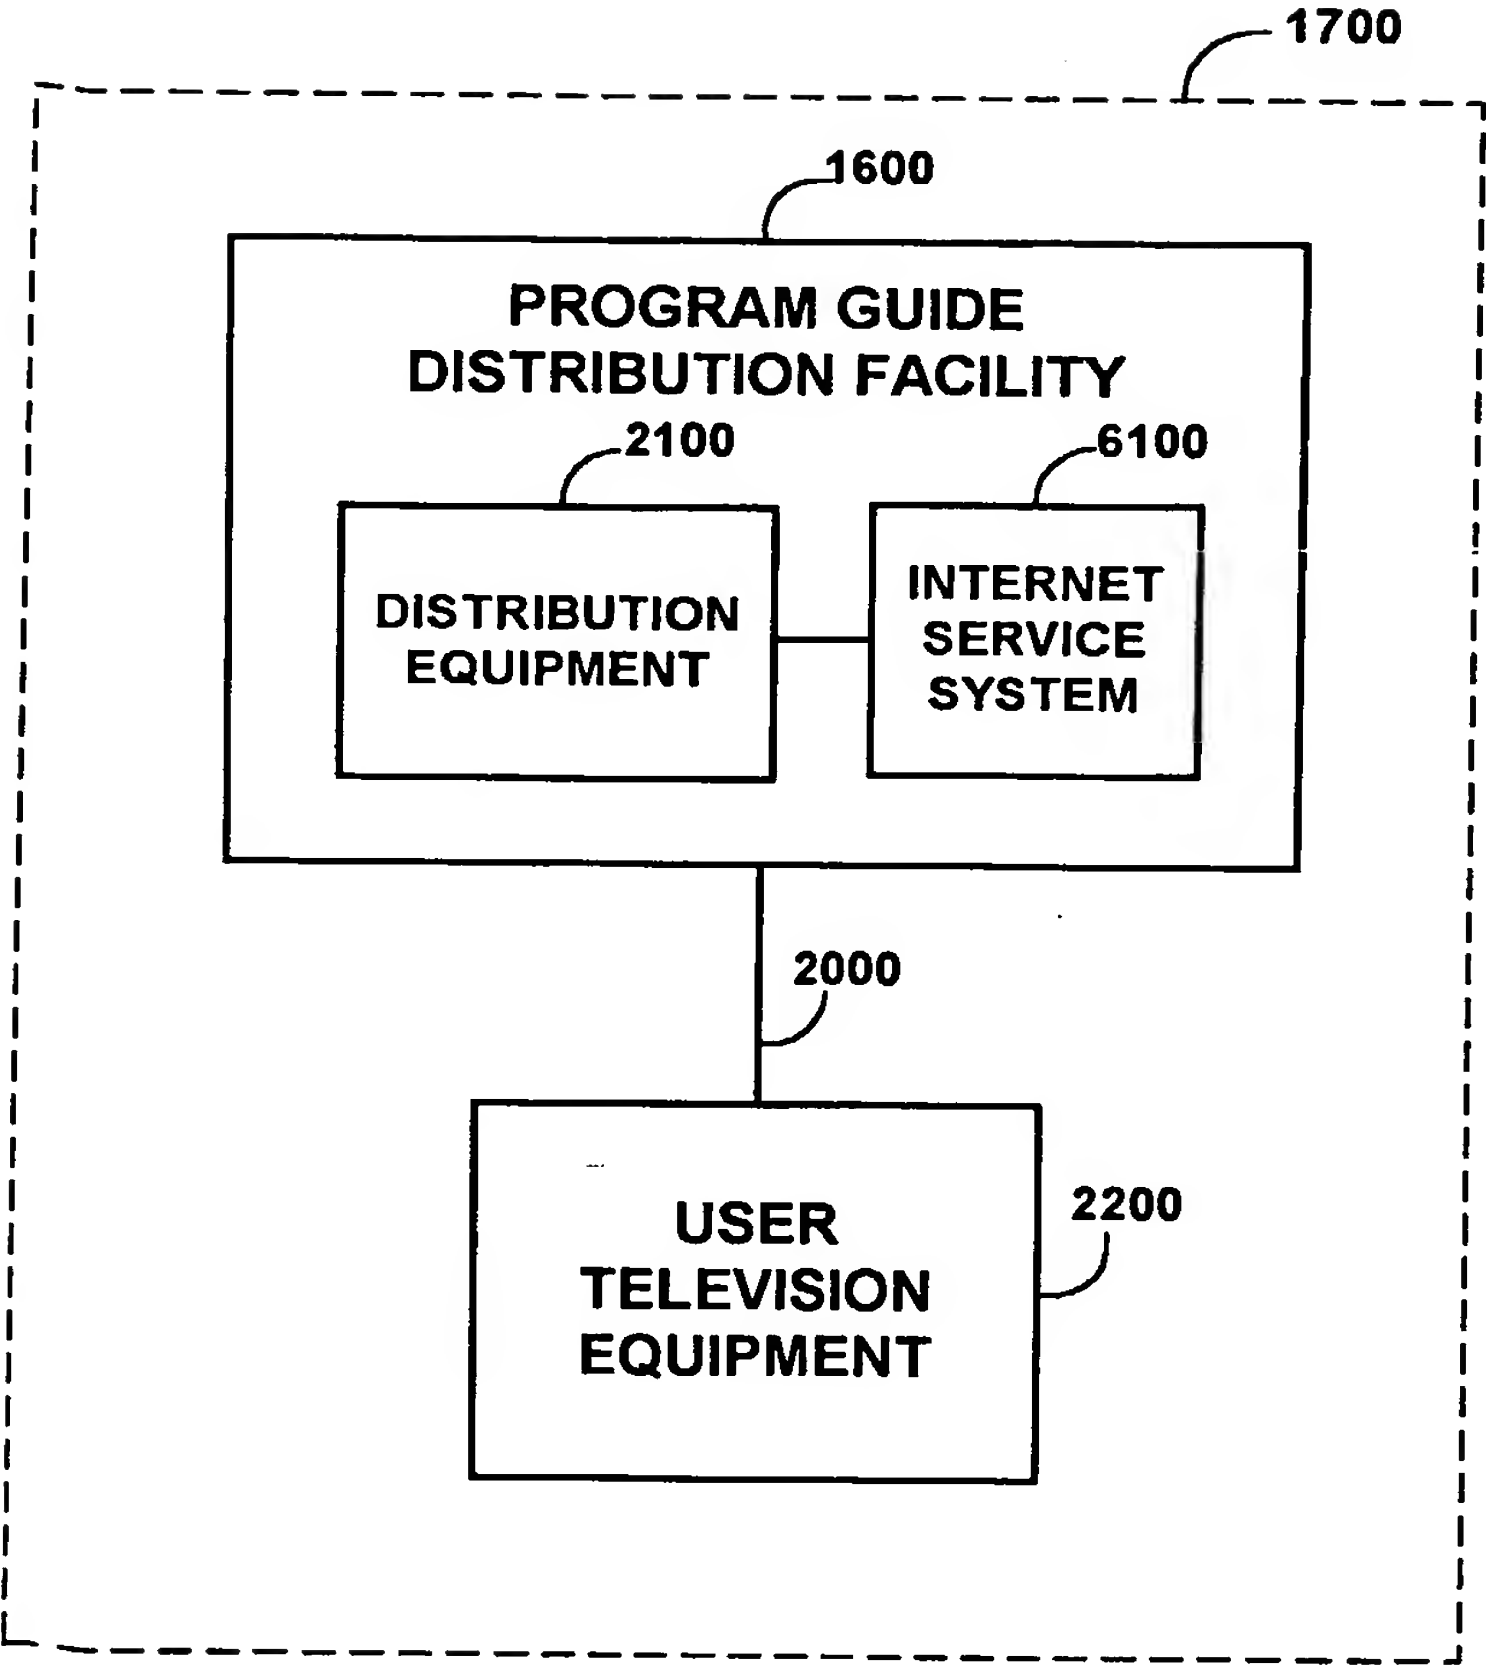 1700
1600
PROGRAM GUIDE
DISTRIBUTION FACILITY
2100
6100
DISTRIBUTION
EQUIPMENT
INTERNET
SERVICE
SYSTEM
2000
USER
TELEVISION
EQUIPMENT
2200